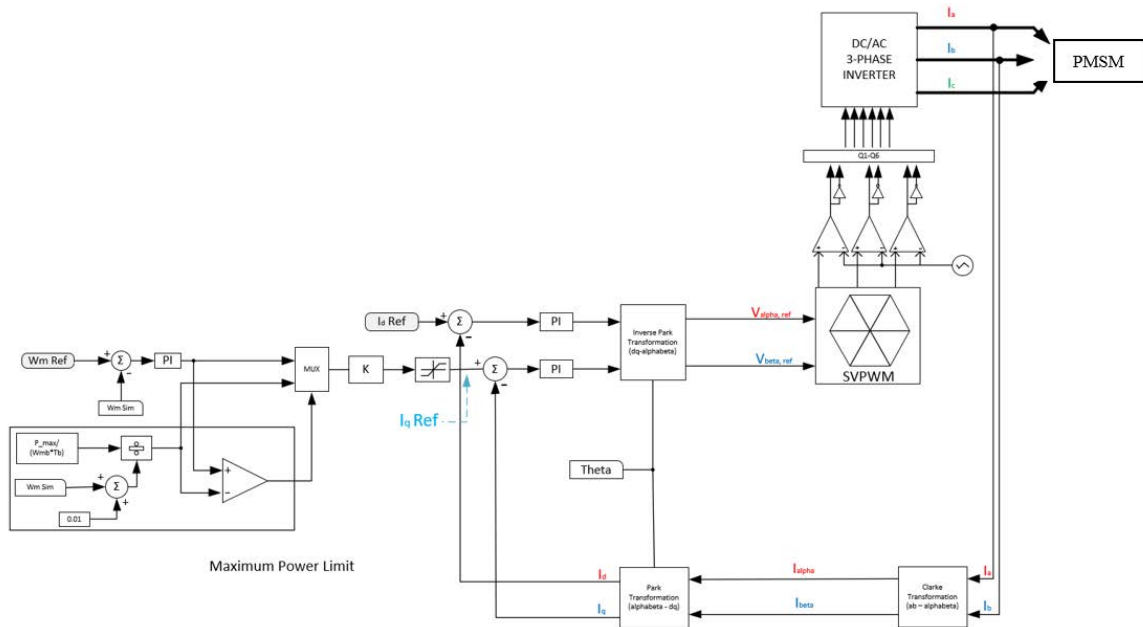 Ia
Ib
Ic
DC/AC
3-PHASE
INVERTER
PMSM
Q1-Q6
+ - + - + -
Id Ref
+
Σ
-
PI
Inverse Park
Transformation
(dq-alphabeta)
Valpha, ref
Vbeta, ref
SVPWM
Wm Ref
+
Σ
-
PI
Wm Sim
MUX
K
+
Σ
-
PI
Iq Ref
P_max/
(Wmb*Tb)
Wm Sim
+
Σ
+
0.01
+
-
Theta
Maximum Power Limit
Id
Iq
Park
Transformation
(alphabeta - dq)
Ialpha
Ibeta
Clarke
Transformation
(ab – alphabeta)
Ia
Ib